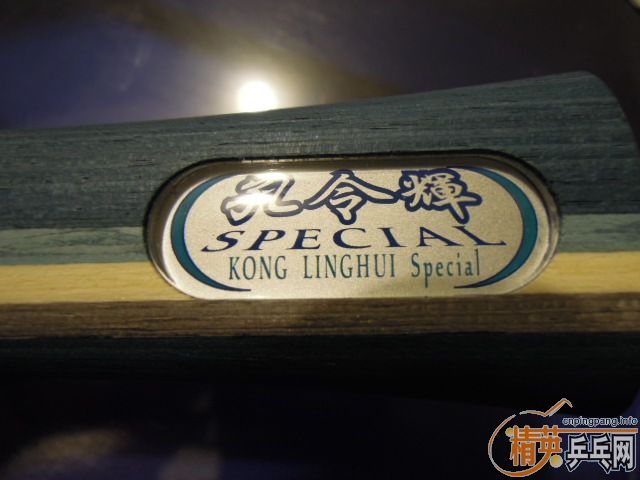 孔令輝
SPECIAL
KONG LINGHUI Special
cnpingpang.info
精英乒乓网